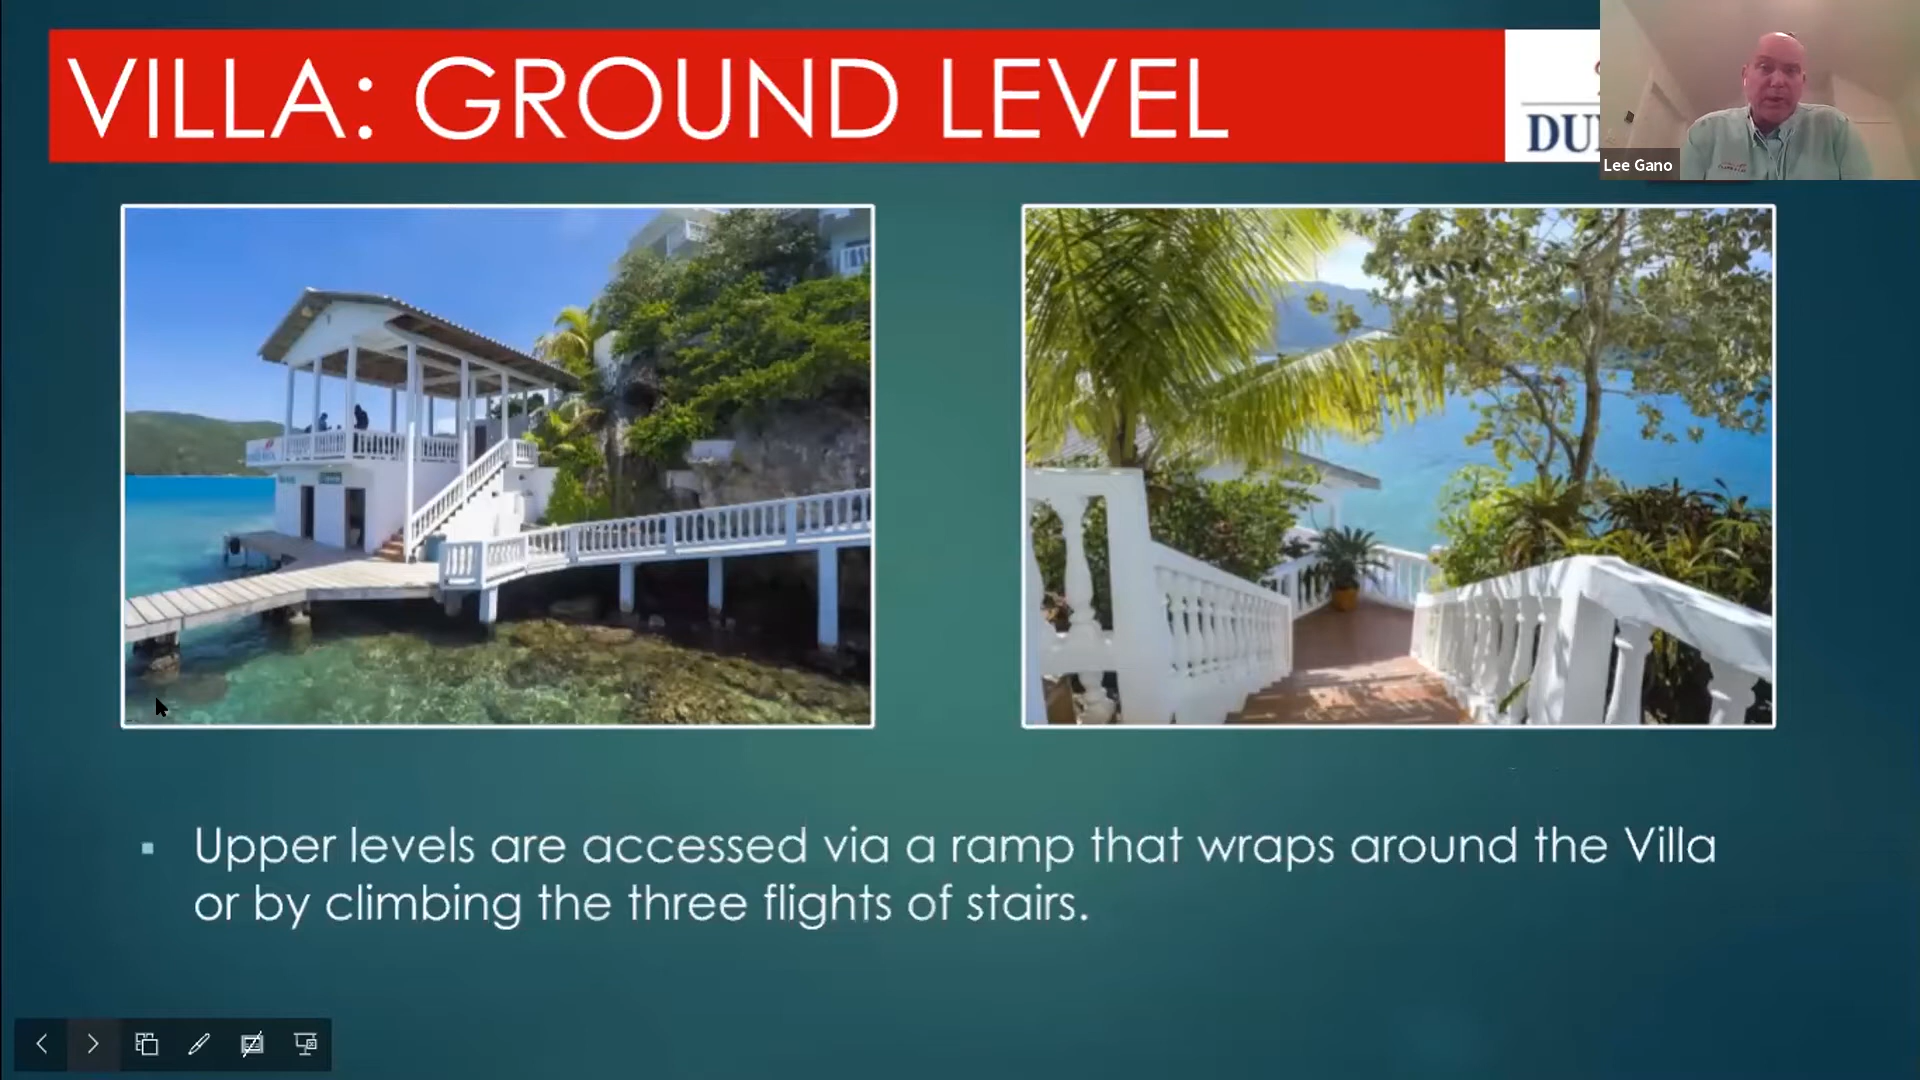 VILLA: GROUND LEVEL
Lee Gano
Upper levels are accessed via a ramp that wraps around the Villa
or by climbing the three flights of stairs.